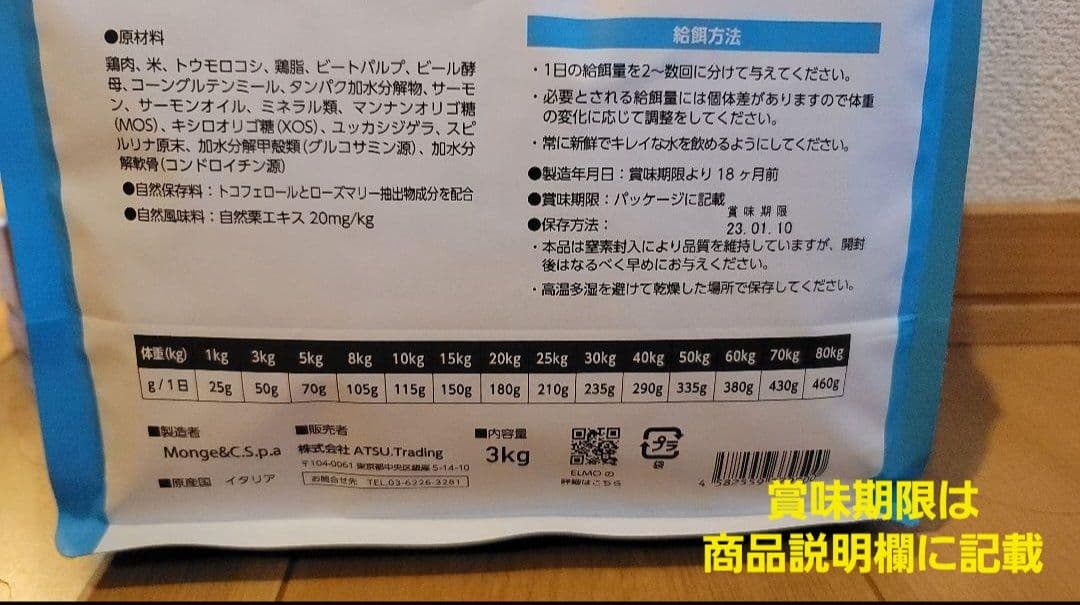 ●原材料
鶏肉、米、トウモロコシ、鶏脂、ビートパルプ、ビール酵
母、コーングルテンミール、タンパク加水分解物、サーモ
ン、サーモンオイル、ミネラル類、マンナンオリゴ糖
(MOS)、キシロオリゴ糖(XOS)、ユッカシジゲラ、スピ
ルリナ原末、加水分解甲殻類(グルコサミン源)、加水分
解軟骨(コンドロイチン源)
●自然保存料：トコフェロールとローズマリー抽出物成分を配合
●自然風味料：自然栗エキス 20mg/kg
給餌方法
・1日の給餌量を2〜数回に分けて与えてください。
・必要とされる給餌量には個体差がありますので体重
の変化に応じて調整をしてください。
・常に新鮮でキレイな水を飲めるようにしてください。
●製造年月日：賞味期限より 18 ヶ月前
●賞味期限：パッケージに記載
賞味期限
23.01.10
●保存方法：
・本品は窒素封入により品質を維持していますが、開封
後はなるべく早めにお与えください。
・高温多湿を避けて乾燥した場所で保存してください。
体重(kg) 1kg 3kg 5kg 8kg 10kg 15kg 20kg 25kg 30kg 40kg 50kg 60kg 70kg 80kg
g/1日 25g 50g 70g 105g 115g 150g 180g 210g 235g 290g 335g 380g 430g 460g
■製造者
Monge&C.S.p.a
■原産国 イタリア
■販売者
株式会社 ATSU.Trading
〒104-0061 東京都中央区銀座 5-14-10
お問合せ先 TEL.03-6226-3281
■内容量
3kg
ELMO の
詳細はこちら
プラ
袋
賞味期限は
商品説明欄に記載